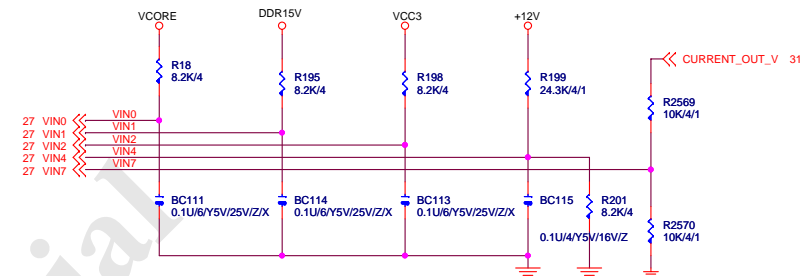 VCORE
DDR15V
VCC3
+12V
R18
8.2K/4
R195
8.2K/4
R198
8.2K/4
R199
24.3K/4/1
CURRENT_OUT_V 31
R2569
10K/4/1
27 VIN0 VIN0
27 VIN1 VIN1
27 VIN2 VIN2
27 VIN4 VIN4
27 VIN7 VIN7
BC111
0.1U/6/Y5V/25V/Z/X
BC114
0.1U/6/Y5V/25V/Z/X
BC113
0.1U/6/Y5V/25V/Z/X
BC115
0.1U/4/Y5V/16V/Z
R201
8.2K/4
R2570
10K/4/1